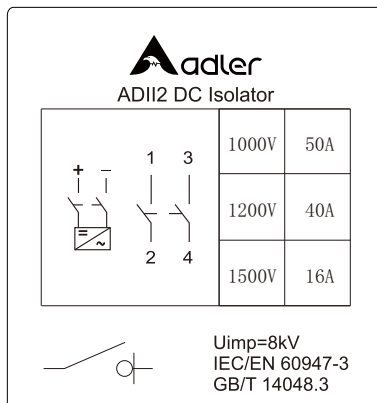 Adler
ADII2 DC Isolator
1000V 50A
1200V 40A
1500V 16A
+ −
1 3
= ~
2 4
Uimp=8kV
IEC/EN 60947-3
GB/T 14048.3